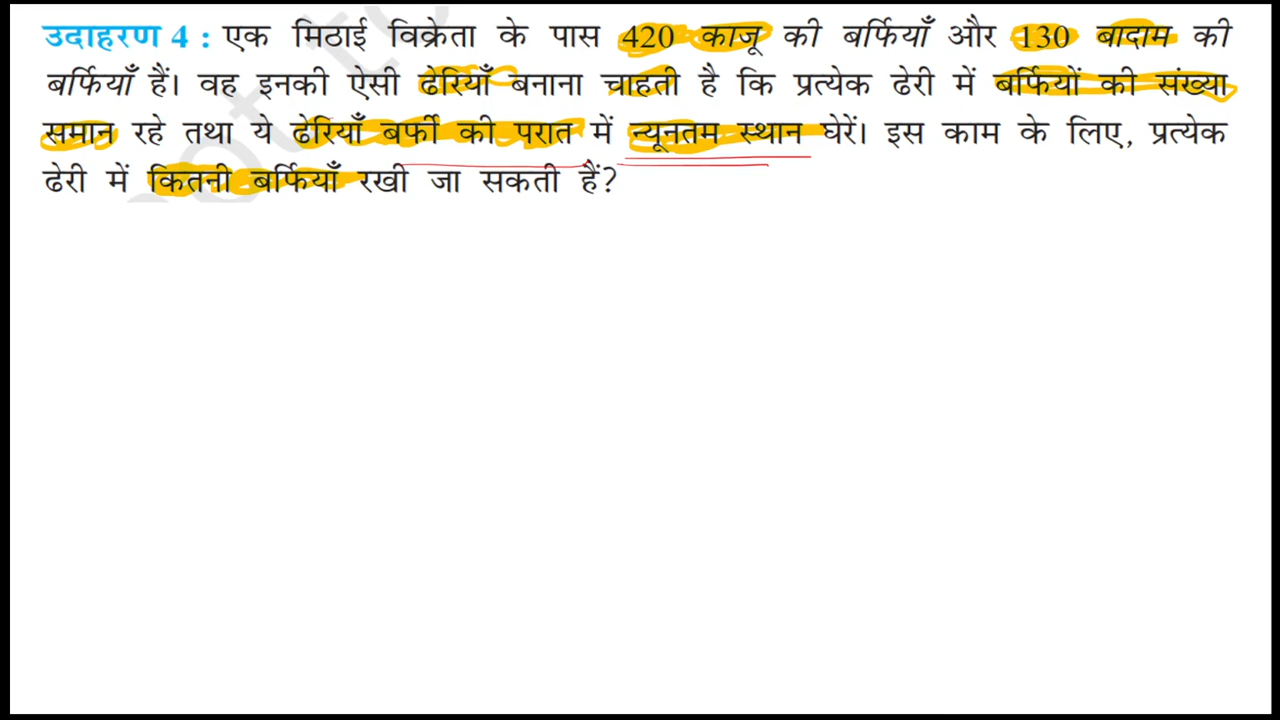 उदाहरण 4 : एक मिठाई विक्रेता के पास 420 काजू की बर्फियाँ और 130 बादाम की
बर्फियाँ हैं। वह इनकी ऐसी ढेरियाँ बनाना चाहती है कि प्रत्येक ढेरी में बर्फियों की संख्या
समान रहे तथा ये ढेरियाँ बर्फी की परात में न्यूनतम स्थान घेरें। इस काम के लिए, प्रत्येक
ढेरी में कितनी बर्फियाँ रखी जा सकती हैं?